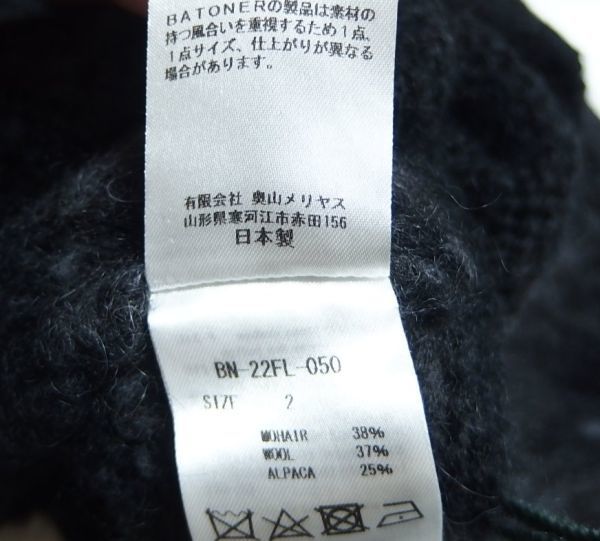 BATONERの製品は素材の
持つ風合いを重視するため1点、
1点サイズ、仕上がりが異なる
場合があります。
有限会社 奥山メリヤス
山形県寒河江市赤田156
日本製
BN-22FL-050
SIZE 2
MOHAIR 38%
WOOL 37%
ALPACA 25%